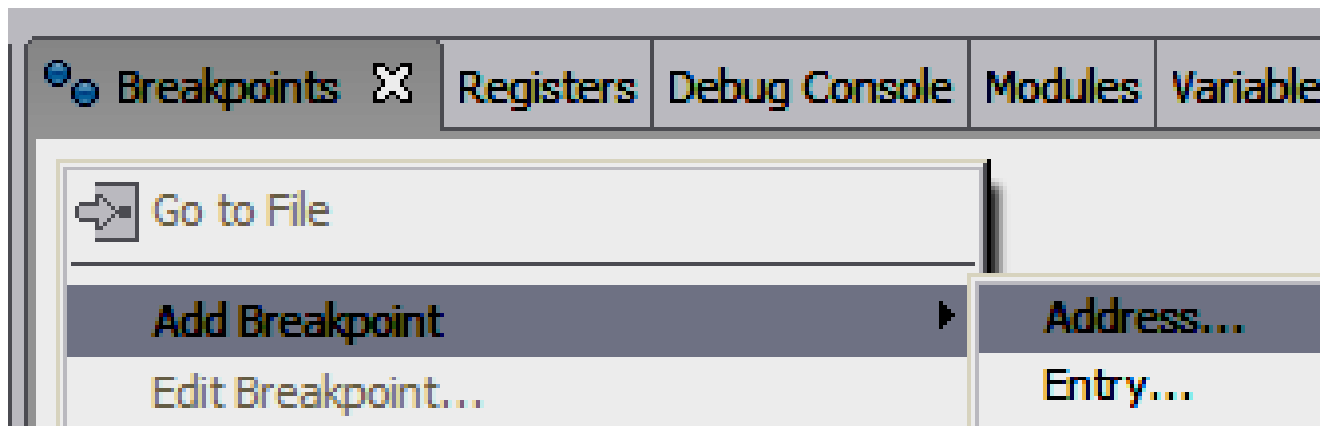 Breakpoints Registers Debug Console Modules Variable
Go to File
Add Breakpoint Address...
Edit Breakpoint... Entry...